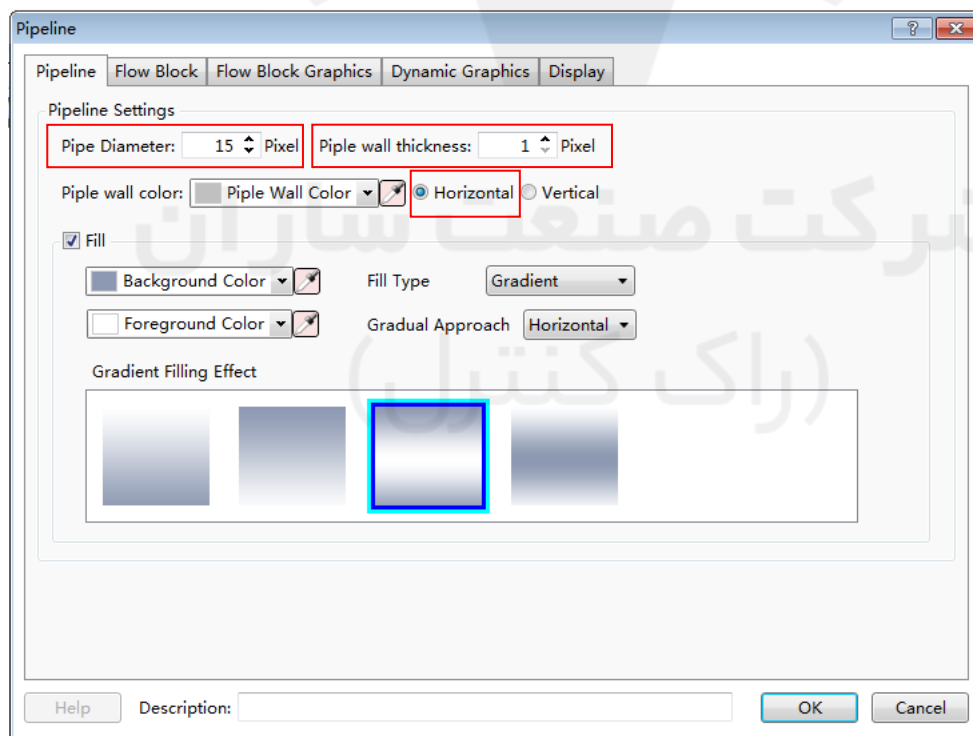 Pipeline
Pipeline Flow Block Flow Block Graphics Dynamic Graphics Display
Pipeline Settings
Pipe Diameter: 15 Pixel Piple wall thickness: 1 Pixel
Piple wall color: Piple Wall Color Horizontal Vertical
شرکت صنعت سازان
Fill
Background Color Fill Type Gradient
Foreground Color Gradual Approach Horizontal
(راک کنترل)
Gradient Filling Effect
Help Description: OK Cancel